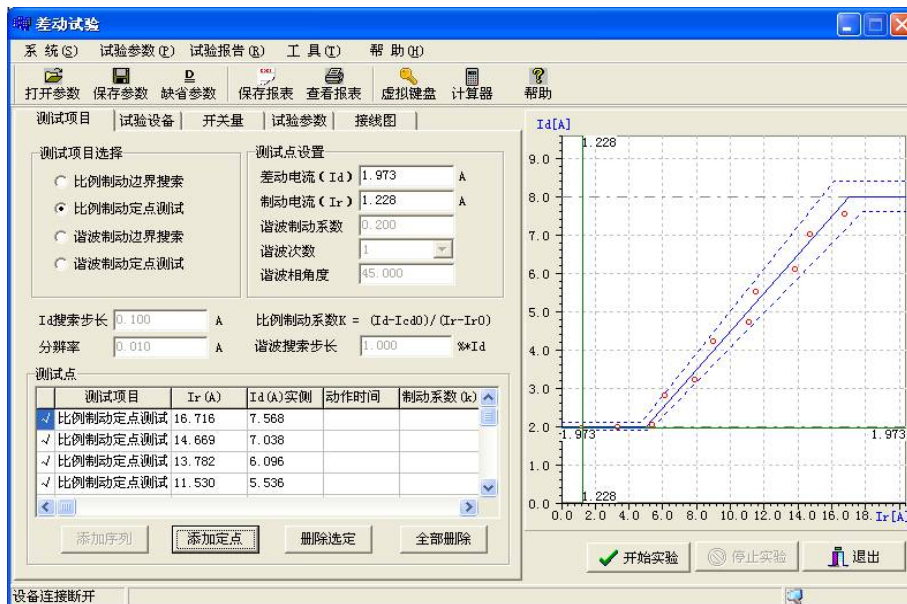 差动试验
系 统(S) 试验参数(P) 试验报告(R) 工 具(T) 帮 助(H)
打开参数 保存参数 缺省参数 保存报表 查看报表 虚拟键盘 计算器 帮助
测试项目 试验设备 开关量 试验参数 接线图
测试项目选择
比例制动边界搜索
比例制动定点测试
谐波制动边界搜索
谐波制动定点测试
测试点设置
差动电流(Id) 1.973 A
制动电流(Ir) 1.228 A
谐波制动系数 0.200
谐波次数 1
谐波相角度 45.000
Id搜索步长 0.100 A 比例制动系数K = (Id-Icd0)/(Ir-Ir0)
分辨率 0.010 A 谐波搜索步长 1.000 %*Id
测试点
测试项目 Ir(A) Id(A)实侧 动作时间 制动系数(k)
√ 比例制动定点测试 16.716 7.568
√ 比例制动定点测试 14.669 7.038
√ 比例制动定点测试 13.782 6.096
√ 比例制动定点测试 11.530 5.536
添加序列 添加定点 删除选定 全部删除
Id[A]
1.228
9.0
8.0
7.0
6.0
5.0
4.0
3.0
2.0
1.973 1.973
1.0
1.228
0.0
0.0 2.0 4.0 6.0 8.0 10.0 12.0 14.0 16.0 18. Ir[A]
开始实验 停止实验 退出
设备连接断开